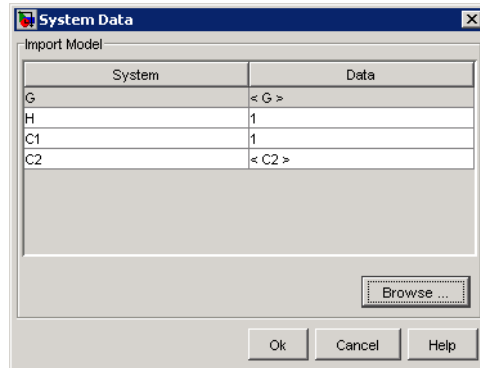 System Data
Import Model
System Data
G < G >
H 1
C1 1
C2 < C2 >
Browse ...
Ok Cancel Help